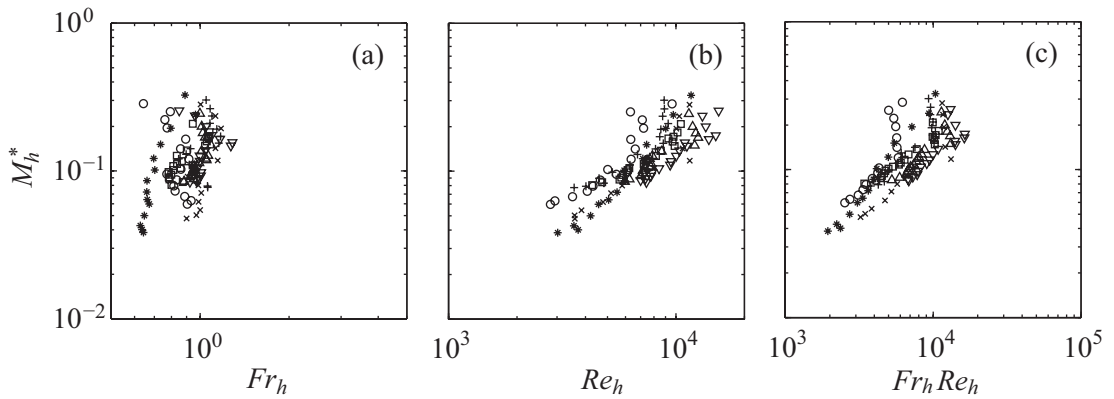 10^0
(a)
(b)
(c)
M_h^*
10^{-1}
10^{-2}
10^0
10^3
10^4
10^3
10^4
10^5
Fr_h
Re_h
Fr_h Re_h